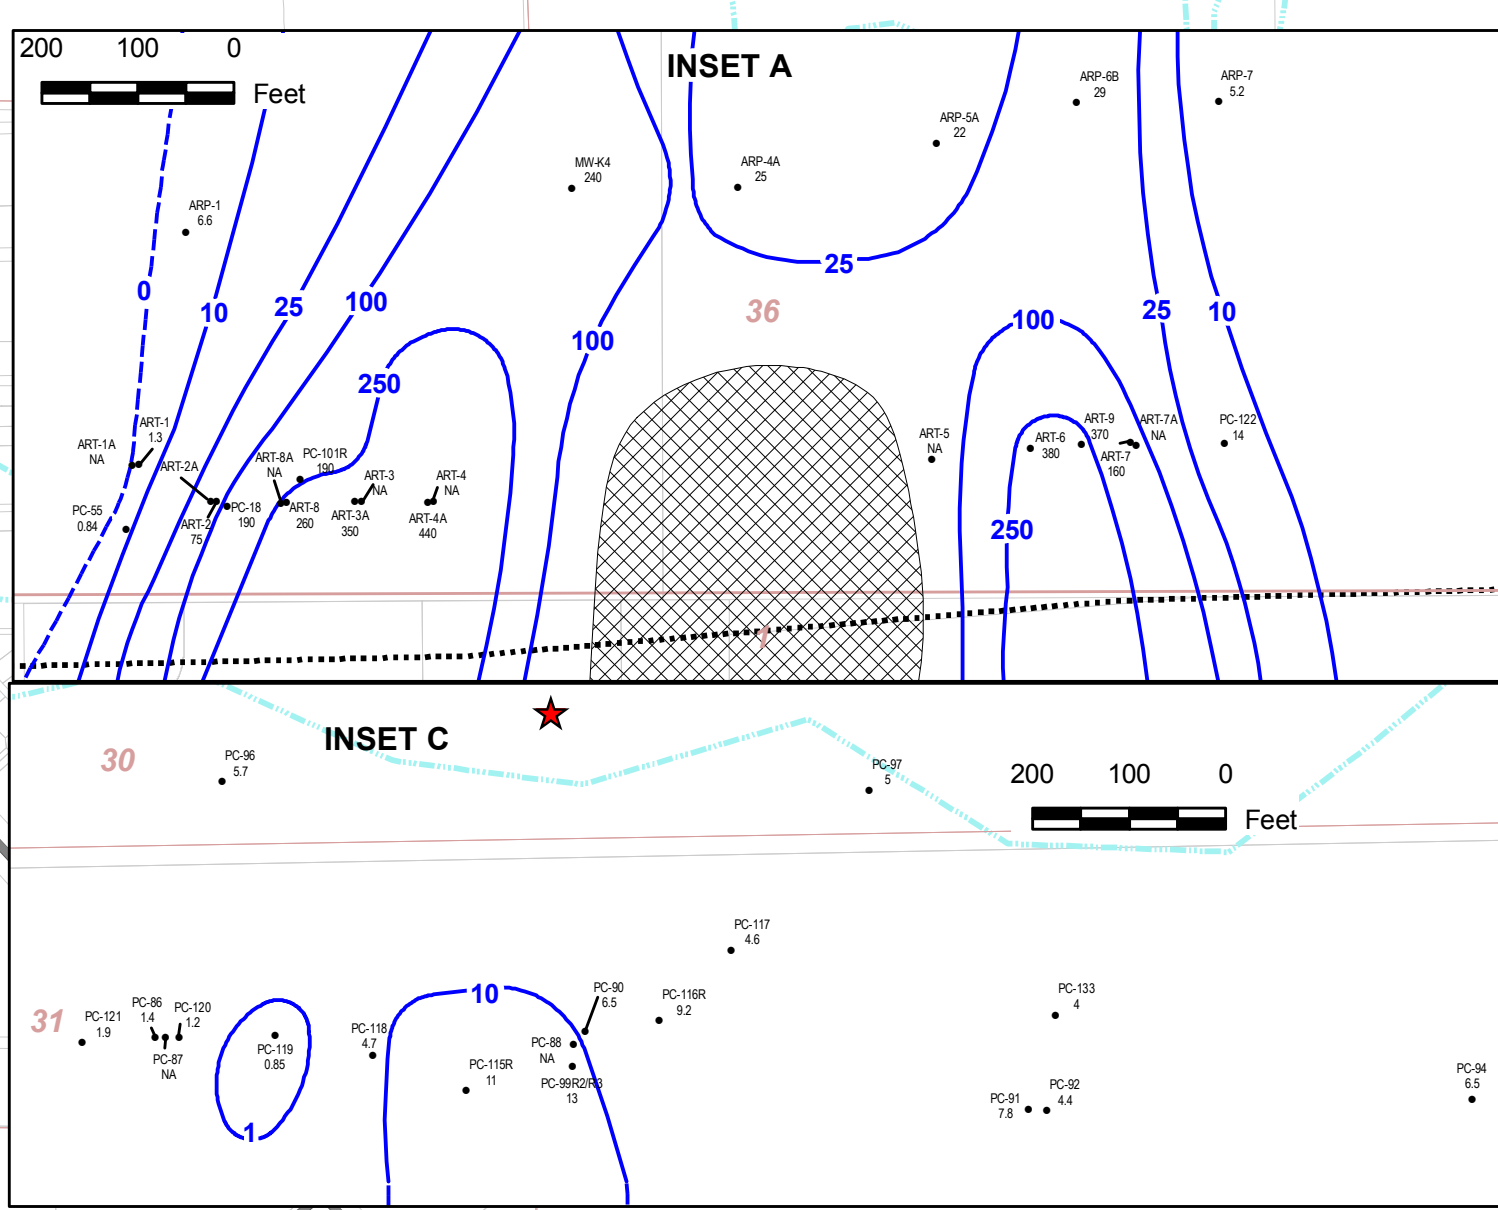 200 100 0
Feet
INSET A
ARP-6B
29
ARP-7
5.2
ARP-5A
22
MW-K4
240
ARP-4A
25
ARP-1
6.6
0
10
25
100
25
36
100
100
25
10
250
ART-1A
NA
ART-1
1.3
ART-2A
ART-8A
NA
PC-101R
190
ART-3
NA
ART-4
NA
ART-5
NA
ART-6
380
ART-9
370
ART-7A
NA
ART-7
160
PC-122
14
PC-55
0.84
ART-2
75
PC-18
190
ART-8
260
ART-3A
350
ART-4A
440
250
1
INSET C
30
PC-96
5.7
PC-97
5
200 100 0
Feet
PC-117
4.6
10
PC-90
6.5
PC-116R
9.2
PC-133
4
31
PC-121
1.9
PC-86
1.4
PC-120
1.2
PC-87
NA
PC-119
0.85
PC-118
4.7
PC-88
NA
PC-115R
11
PC-99R2/R3
13
PC-91
7.8
PC-92
4.4
PC-94
6.5
1